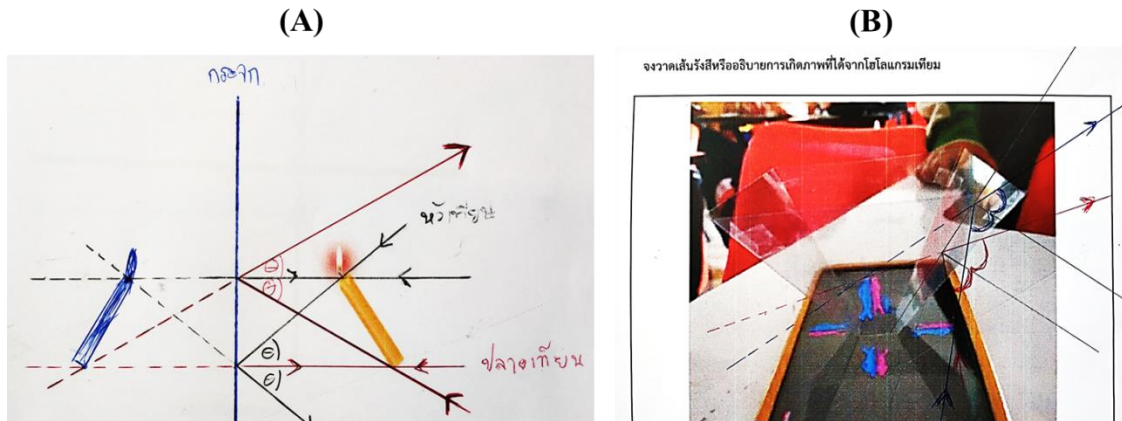 (A)
(B)
กระจก
จงวาดเส้นรังสีหรืออธิบายการเกิดภาพที่ได้จากโฮโลแกรมเทียม
หัวเทียน
θ
θ
ปลายเทียน
θ
θ